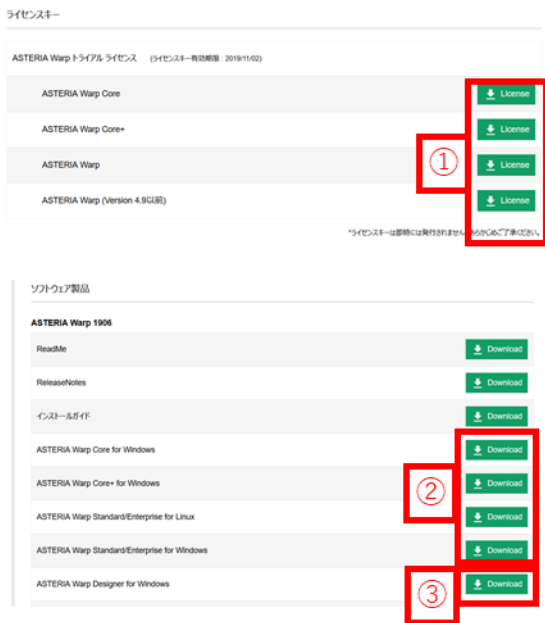 ライセンスキー
ASTERIA Warp トライアル ライセンス (ライセンスキー有効期限 : 2019/11/02)
ASTERIA Warp Core License
ASTERIA Warp Core+ License
①
ASTERIA Warp License
ASTERIA Warp (Version 4.9以前) License
*ライセンスキーは即時には発行されません あらかじめご了承ください。
ソフトウェア製品
ASTERIA Warp 1906
ReadMe Download
ReleaseNotes Download
インストールガイド Download
ASTERIA Warp Core for Windows Download
ASTERIA Warp Core+ for Windows Download
②
ASTERIA Warp Standard/Enterprise for Linux Download
ASTERIA Warp Standard/Enterprise for Windows Download
ASTERIA Warp Designer for Windows Download
③